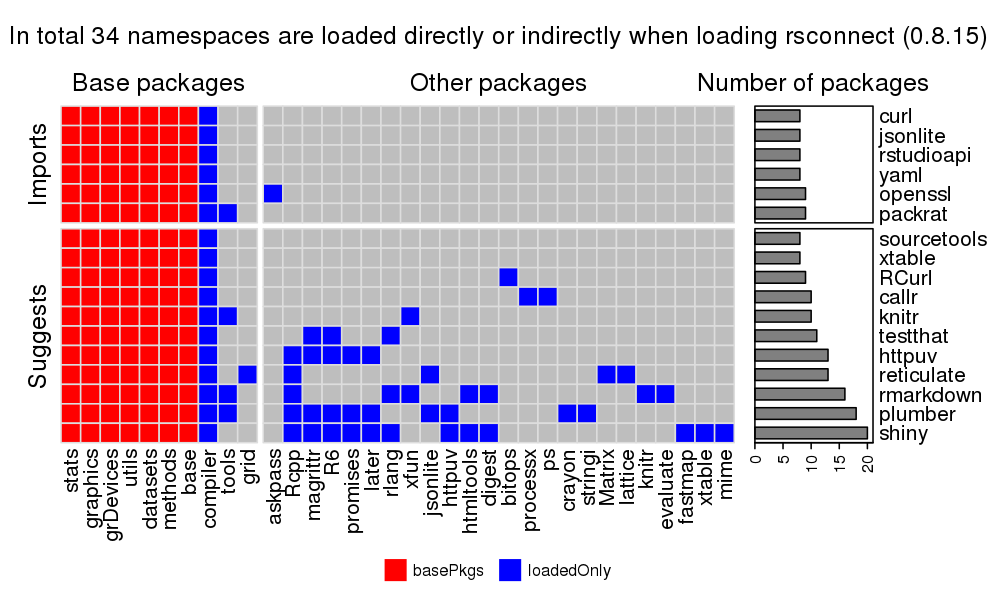 In total 34 namespaces are loaded directly or indirectly when loading rsconnect (0.8.15)
Base packages
Other packages
Number of packages
Imports
curl
jsonlite
rstudioapi
yaml
openssl
packrat
Suggests
sourcetools
xtable
RCurl
callr
knitr
testthat
httpuv
reticulate
rmarkdown
plumber
shiny
stats
graphics
grDevices
utils
datasets
methods
base
compiler
tools
grid
askpass
Rcpp
magrittr
R6
promises
later
rlang
xfun
jsonlite
httpuv
htmltools
digest
bitops
processx
ps
crayon
stringi
Matrix
lattice
knitr
evaluate
fastmap
xtable
mime
0
5
10
15
20
basePkgs
loadedOnly